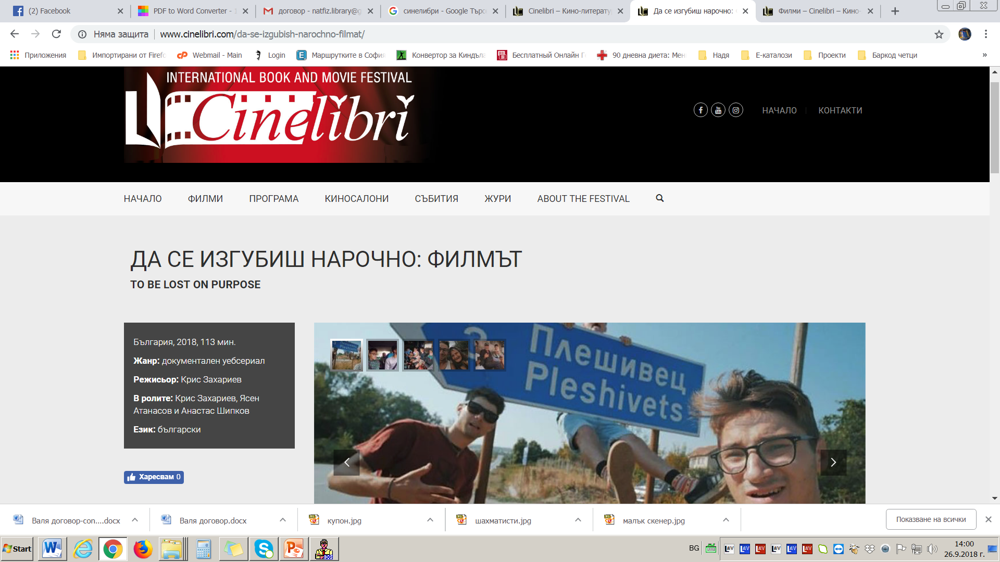 (2) Facebook
PDF to Word Converter - 1
договор - natfiz.library@g
синелибри - Google Търс
Cinelibri – Кино-литерату
Да се изгубиш нарочно:
Филми – Cinelibri – Кино-
Няма защита
www.cinelibri.com/da-se-izgubish-narochno-filmat/
Приложения
Импортирани от Firefo
Webmail - Main
Login
Маршрутките в София
Конвертор за Киндъл
Бесплатный Онлайн
90 дневна диета: Мен
Надя
Е-каталози
Проекти
Баркод четци
»
INTERNATIONAL BOOK AND MOVIE FESTIVAL
Cinelibri
НАЧАЛО
КОНТАКТИ
НАЧАЛО
ФИЛМИ
ПРОГРАМА
КИНОСАЛОНИ
СЪБИТИЯ
ЖУРИ
ABOUT THE FESTIVAL
ДА СЕ ИЗГУБИШ НАРОЧНО: ФИЛМЪТ
TO BE LOST ON PURPOSE
България, 2018, 113 мин.
Жанр: документален уебсериал
Режисьор: Крис Захариев
В ролите: Крис Захариев, Ясен
Атанасов и Анастас Шипков
Език: български
Харесвам 0
3 Плешивец
Pleshivets
Валя договор-con....docx
Валя договор.docx
купон.jpg
шахматисти.jpg
малък скенер.jpg
Показване на всички
Start
BG
14:00
26.9.2018 г.